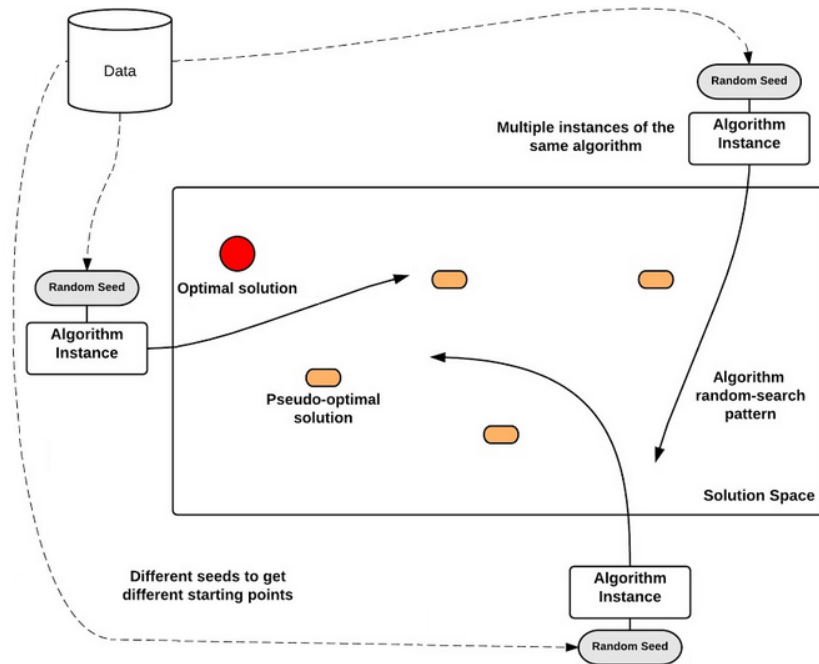 Data
Random Seed
Multiple instances of the
same algorithm
Algorithm
Instance
Optimal solution
Random Seed
Algorithm
Instance
Pseudo-optimal
solution
Algorithm
random-search
pattern
Solution Space
Different seeds to get
different starting points
Algorithm
Instance
Random Seed